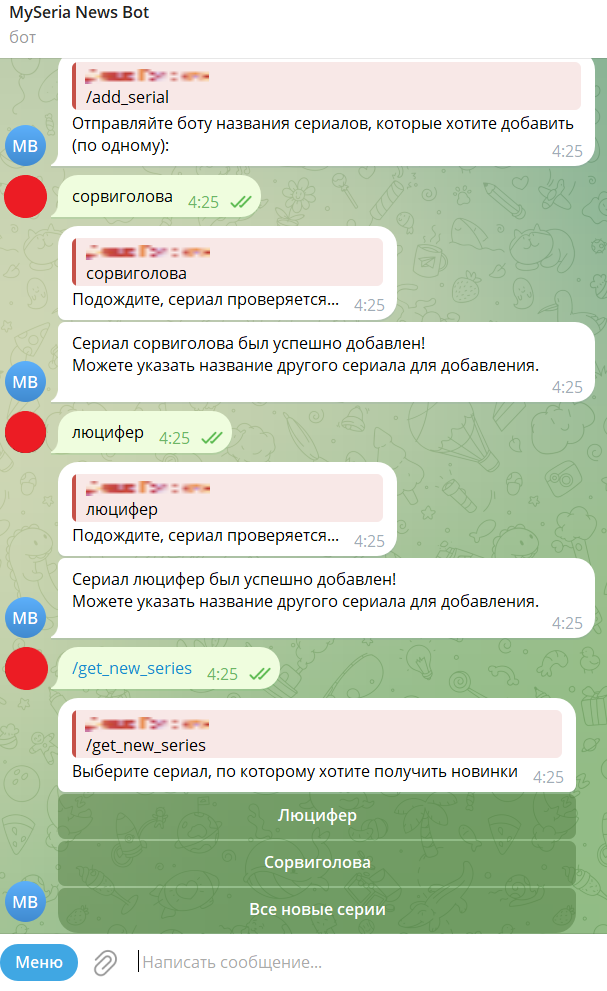 MySeria News Bot
бот
/add_serial
Отправляйте боту названия сериалов, которые хотите добавить
(по одному):
4:25
MB
сорвиголова 4:25
сорвиголова
Подождите, сериал проверяется... 4:25
Сериал сорвиголова был успешно добавлен!
Можете указать название другого сериала для добавления.
4:25
MB
люцифер 4:25
люцифер
Подождите, сериал проверяется... 4:25
Сериал люцифер был успешно добавлен!
Можете указать название другого сериала для добавления.
4:25
MB
/get_new_series 4:25
/get_new_series
Выберите сериал, по которому хотите получить новинки 4:25
Люцифер
Сорвиголова
Все новые серии
MB
Меню Написать сообщение...